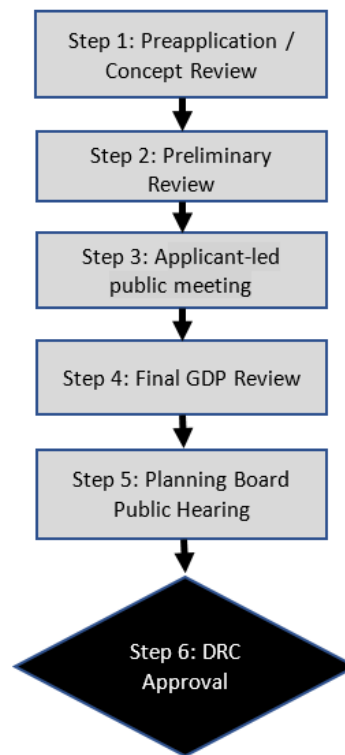 Step 1: Preapplication /
Concept Review
Step 2: Preliminary
Review
Step 3: Applicant-led
public meeting
Step 4: Final GDP Review
Step 5: Planning Board
Public Hearing
Step 6: DRC
Approval